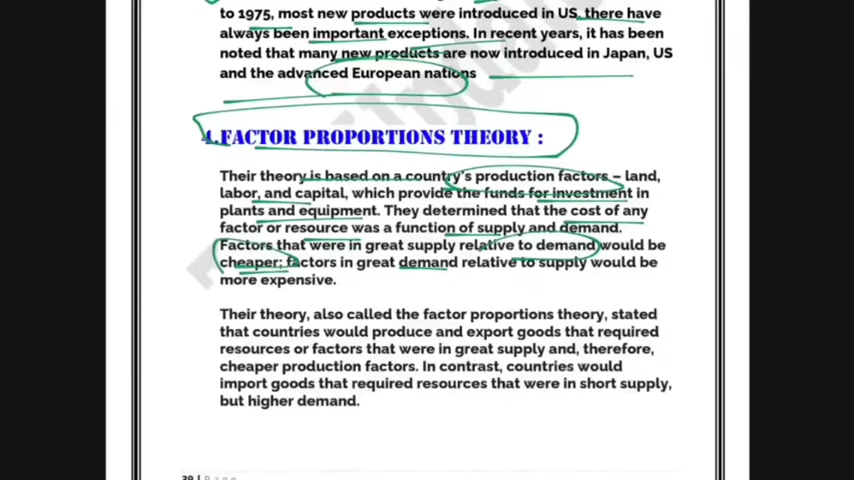 to 1975, most new products were introduced in US, there have
always been important exceptions. In recent years, it has been
noted that many new products are now introduced in Japan, US
and the advanced European nations
4.FACTOR PROPORTIONS THEORY :
Their theory is based on a country's production factors – land,
labor, and capital, which provide the funds for investment in
plants and equipment. They determined that the cost of any
factor or resource was a function of supply and demand.
Factors that were in great supply relative to demand would be
cheaper; factors in great demand relative to supply would be
more expensive.
Their theory, also called the factor proportions theory, stated
that countries would produce and export goods that required
resources or factors that were in great supply and, therefore,
cheaper production factors. In contrast, countries would
import goods that required resources that were in short supply,
but higher demand.